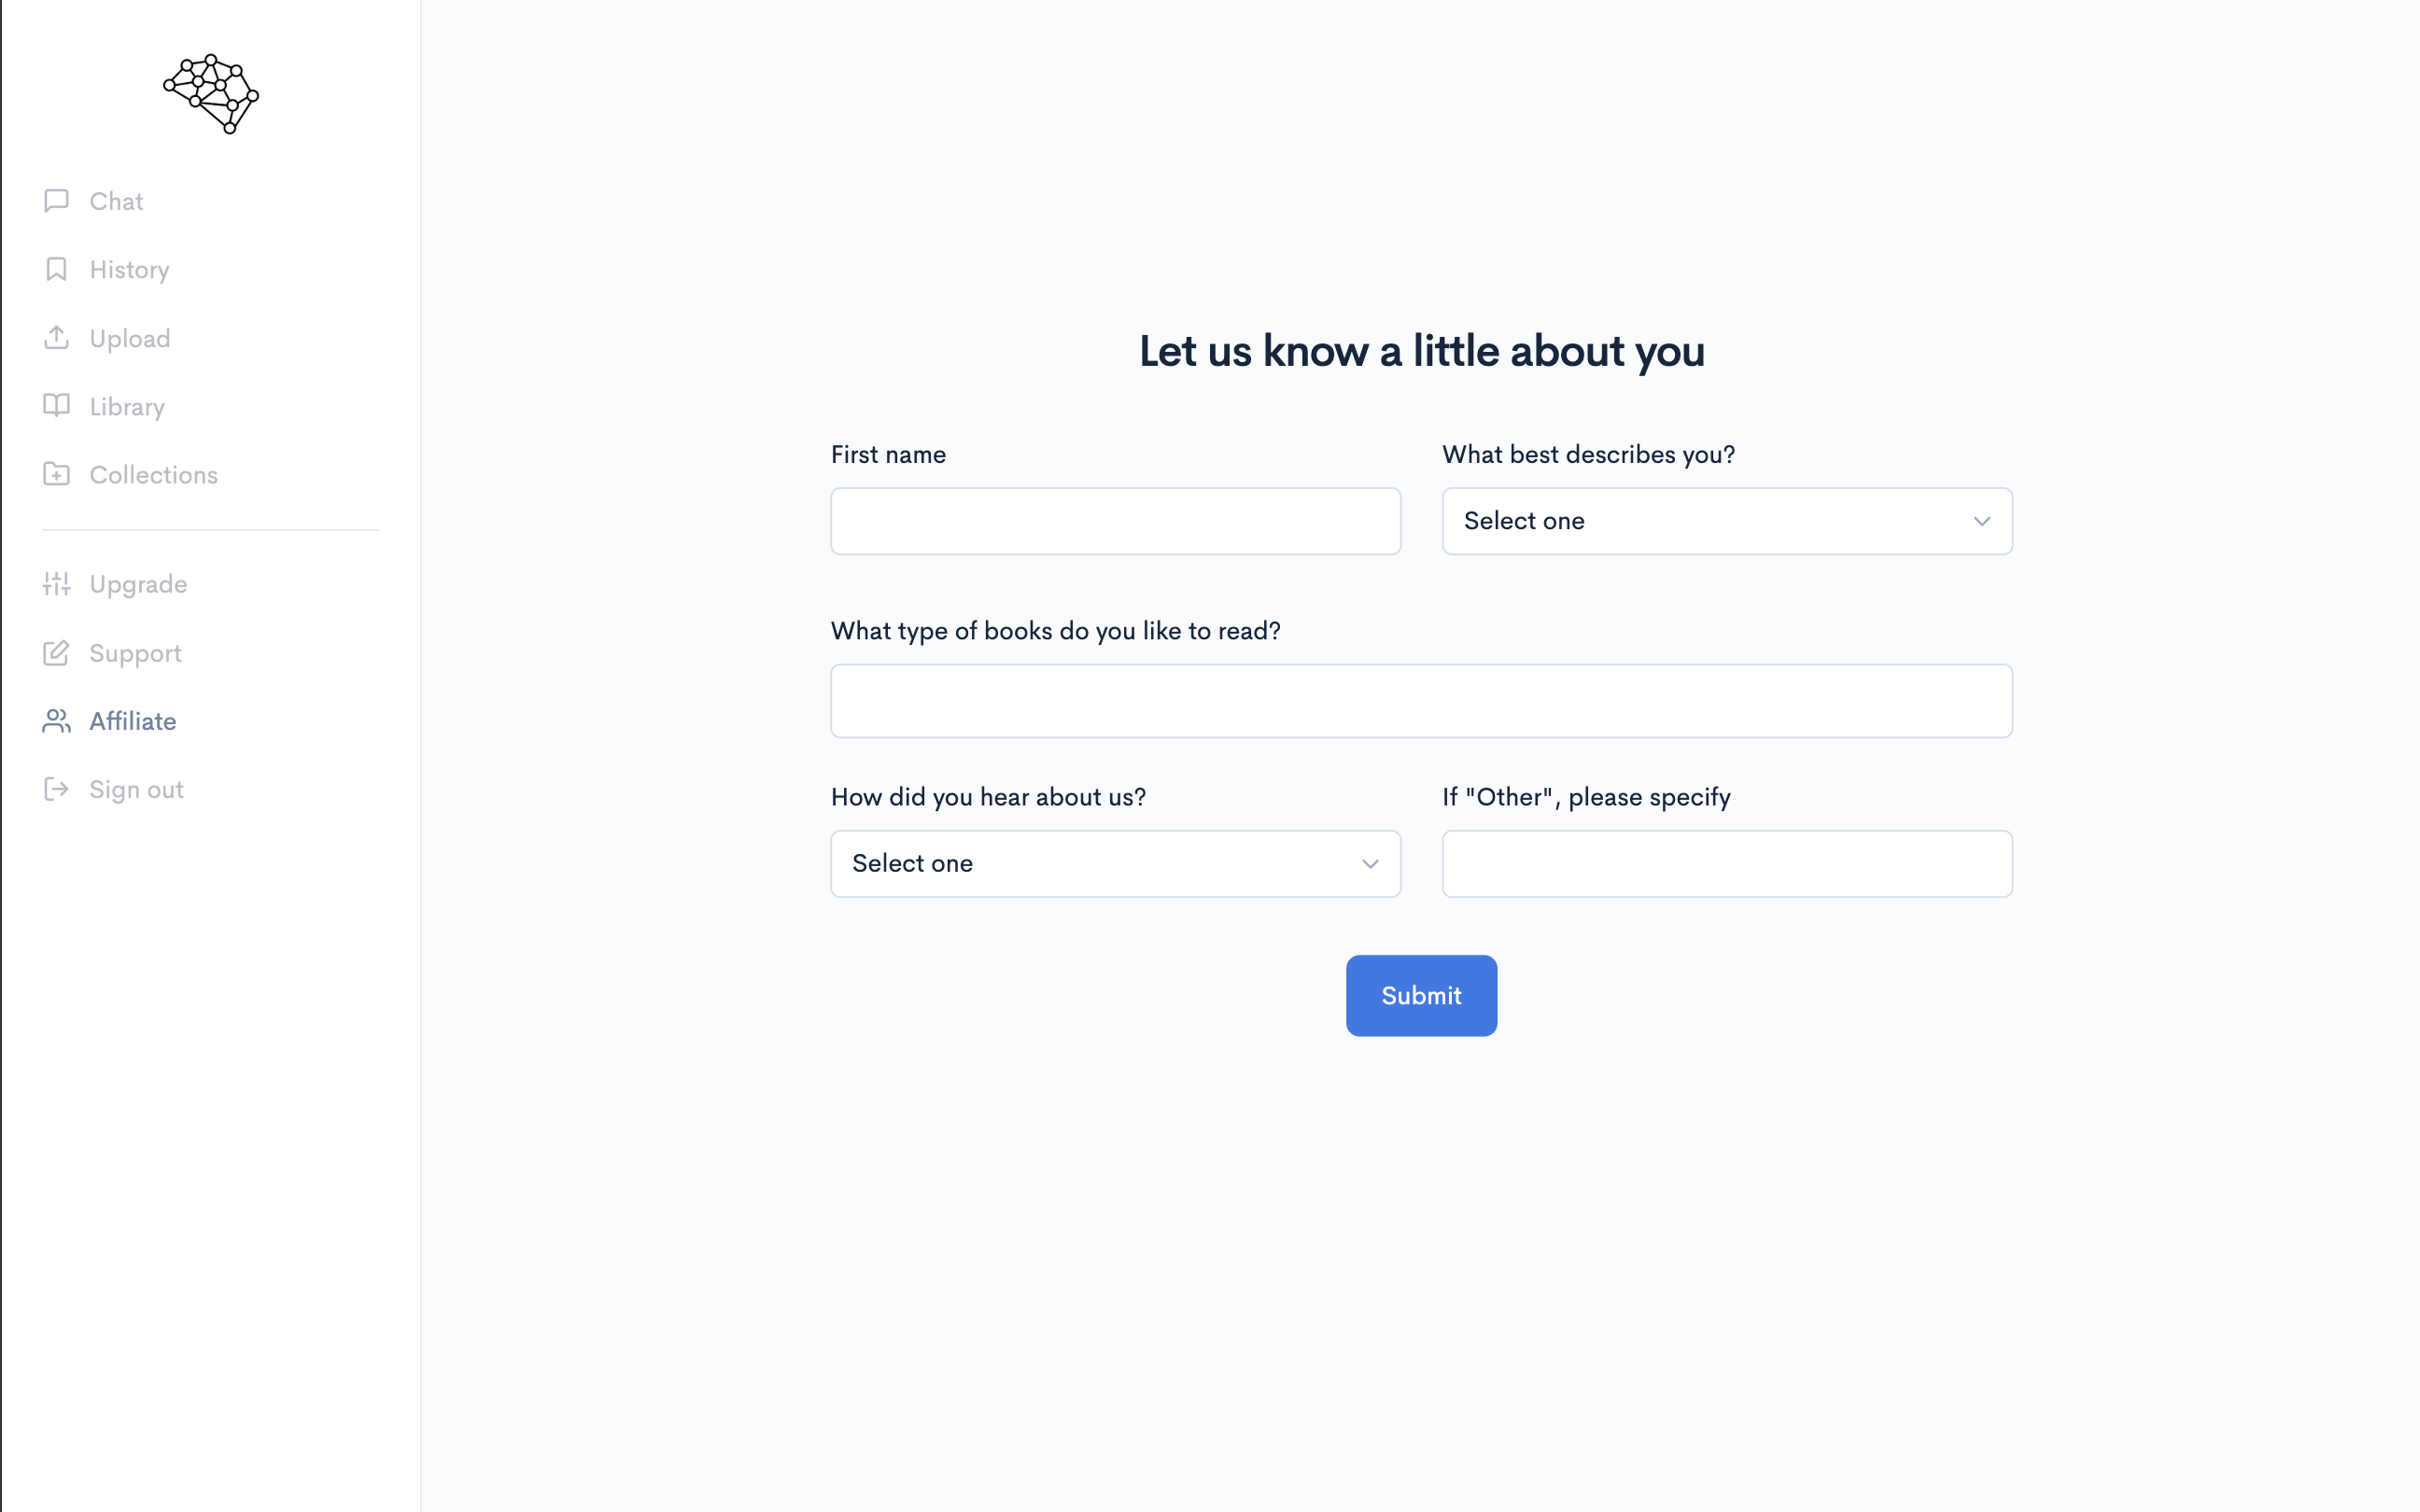 Chat
History
Upload
Library
Collections
Upgrade
Support
Affiliate
Sign out
Let us know a little about you
First name
What best describes you?
Select one
What type of books do you like to read?
How did you hear about us?
If "Other", please specify
Select one
Submit